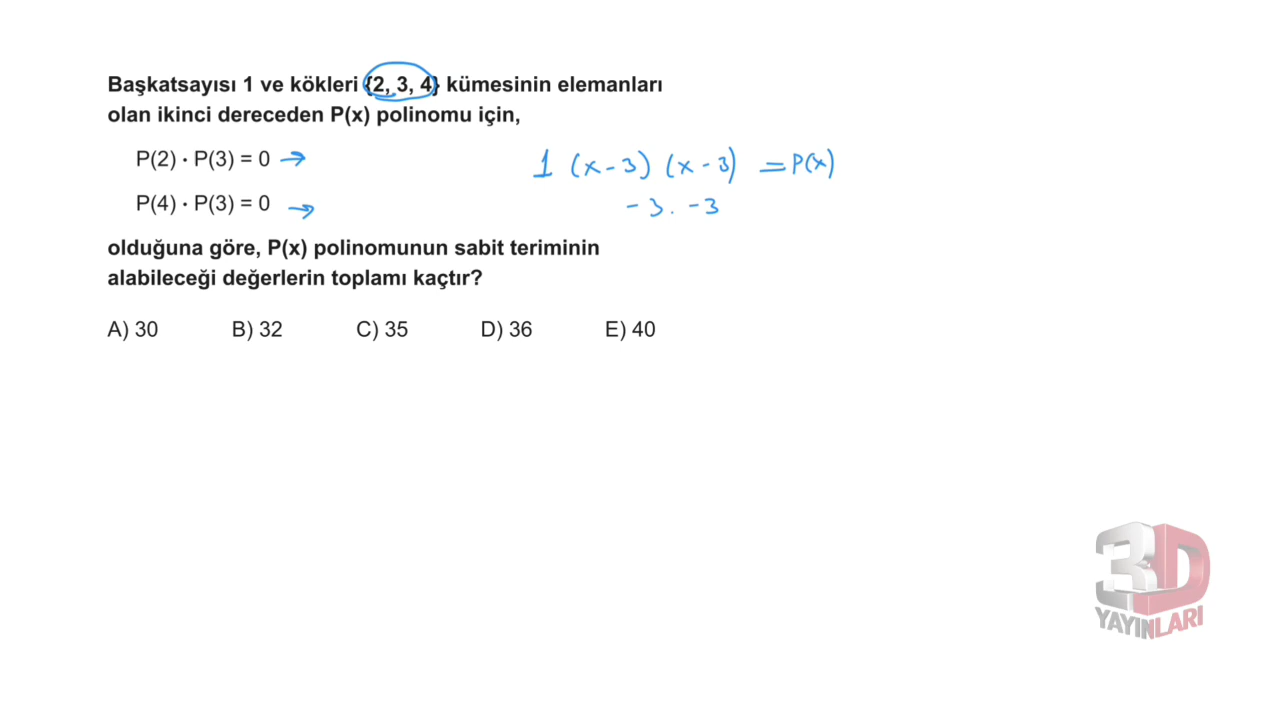 Başkatsayısı 1 ve kökleri {2, 3, 4} kümesinin elemanları
olan ikinci dereceden P(x) polinomu için,
P(2) · P(3) = 0 →
P(4) · P(3) = 0 →
1 (x - 3) (x - 3) = P(x)
-3 . -3
olduğuna göre, P(x) polinomunun sabit teriminin
alabileceği değerlerin toplamı kaçtır?
A) 30 B) 32 C) 35 D) 36 E) 40
3D
YAYINLARI